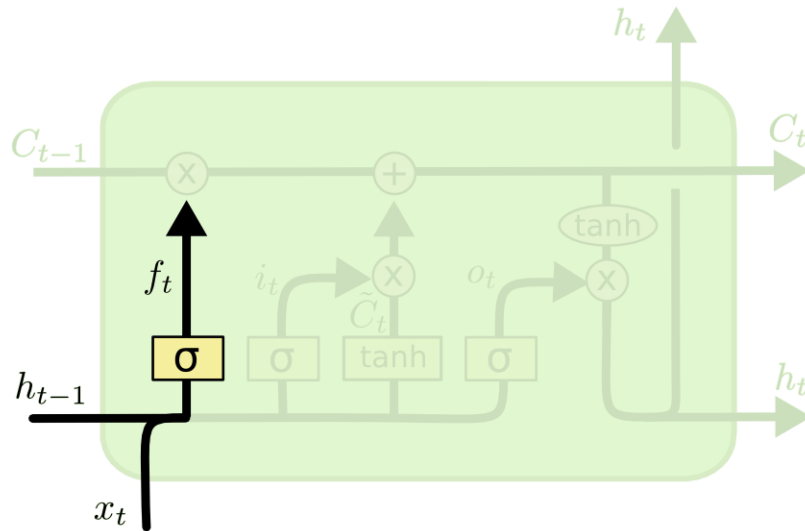 h_t
C_{t-1}
C_t
x
+
tanh
f_t
i_t
x
o_t
x
C̃_t
σ
σ
tanh
σ
h_{t-1}
h_t
x_t